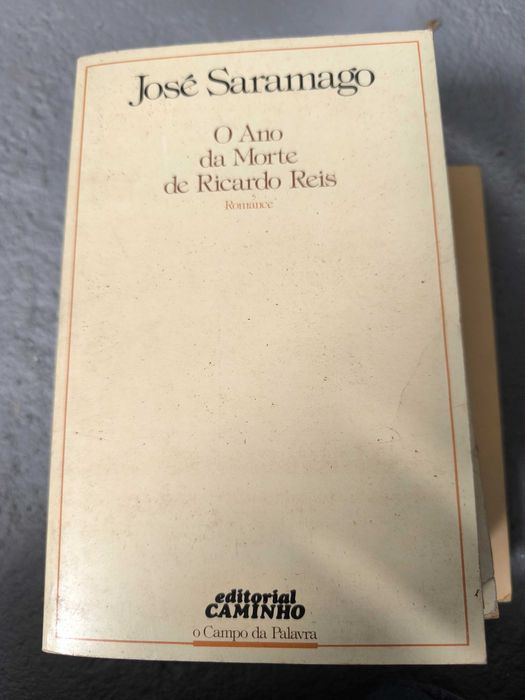 José Saramago
O Ano
da Morte
de Ricardo Reis
Romance
editorial
CAMINHO
o Campo da Palavra